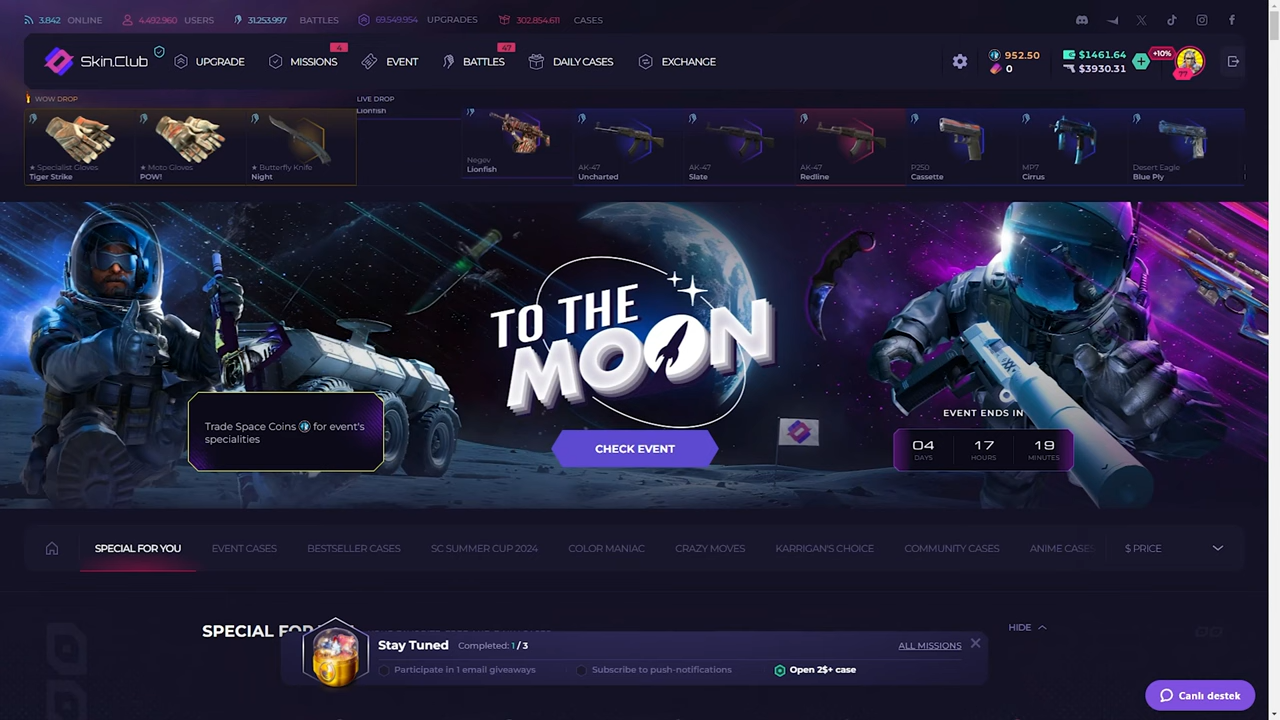 3.842 ONLINE 4.492.960 USERS 31.253.997 BATTLES 69.549.954 UPGRADES 302.854.611 CASES
Skin.Club UPGRADE MISSIONS 4 EVENT BATTLES 47 DAILY CASES EXCHANGE
952.50
0
$1461.64
$3930.31
+10%
77
WOW DROP
LIVE DROP
Lionfish
★ Specialist Gloves
Tiger Strike
★ Moto Gloves
POW!
★ Butterfly Knife
Night
Negev
Lionfish
AK-47
Uncharted
AK-47
Slate
AK-47
Redline
P250
Cassette
MP7
Cirrus
Desert Eagle
Blue Ply
TO THE
MOON
Trade Space Coins for event's
specialities
CHECK EVENT
EVENT ENDS IN
04 17 19
DAYS HOURS MINUTES
SPECIAL FOR YOU EVENT CASES BESTSELLER CASES SC SUMMER CUP 2024 COLOR MANIAC CRAZY MOVES KARRIGAN'S CHOICE COMMUNITY CASES ANIME CASES $ PRICE
SPECIAL FOR
HIDE
Stay Tuned Completed: 1 / 3 ALL MISSIONS
Participate in 1 email giveaways Subscribe to push-notifications Open 2$+ case
Canlı destek